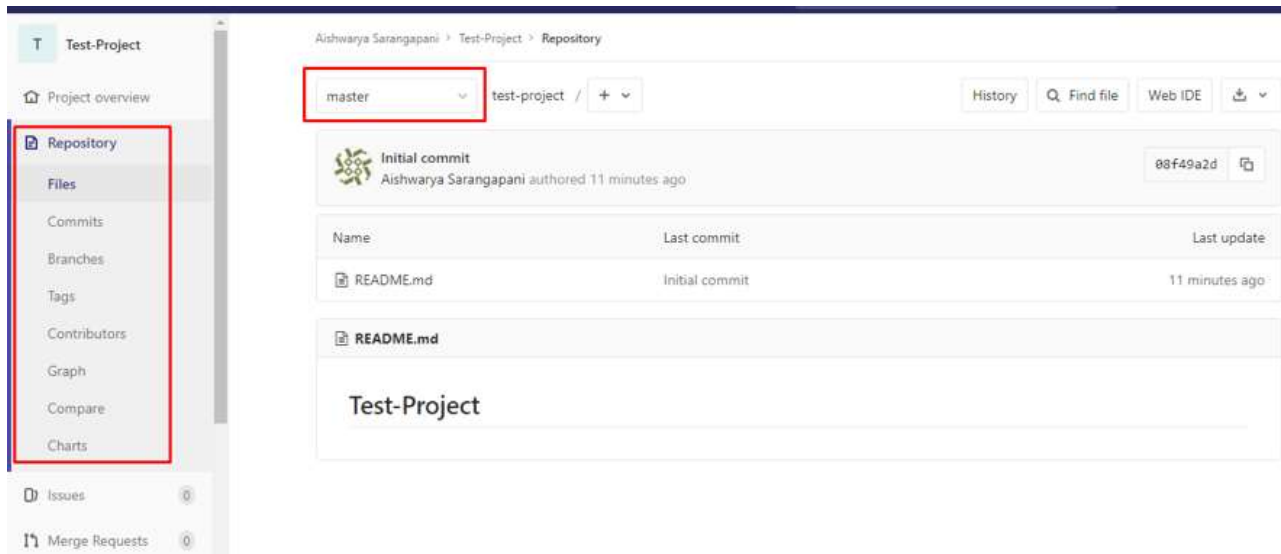 T Test-Project
Project overview
Repository
Files
Commits
Branches
Tags
Contributors
Graph
Compare
Charts
Issues 0
Merge Requests 0
Aishwarya Sarangapani > Test-Project > Repository
master test-project / +
History Find file Web IDE
Initial commit
Aishwarya Sarangapani authored 11 minutes ago
08f49a2d
Name Last commit Last update
README.md Initial commit 11 minutes ago
README.md
Test-Project